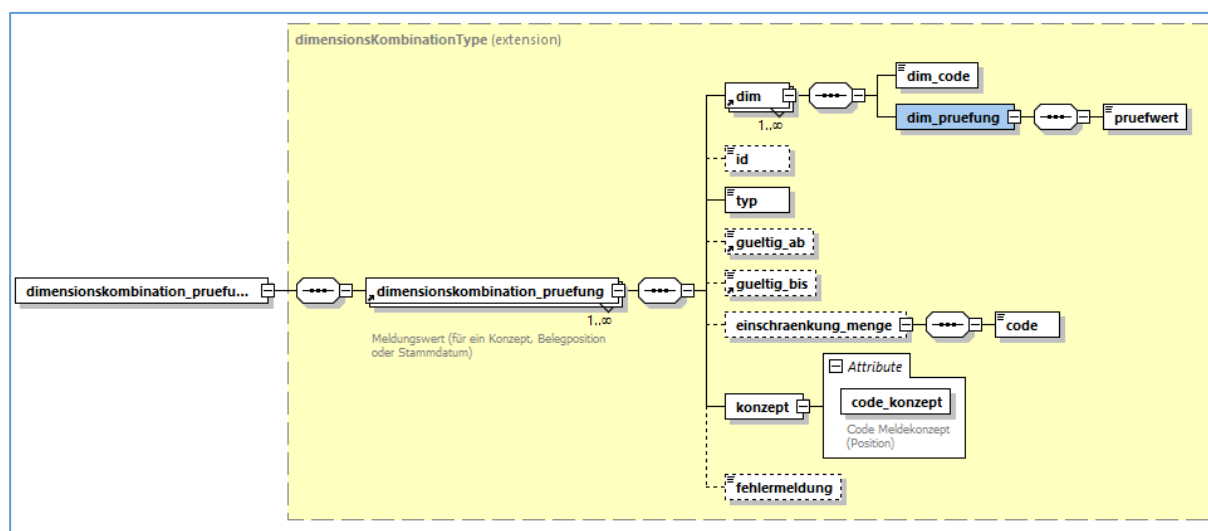 dimensionsKombinationType (extension)
dim_code
dim
dim_pruefung
pruefwert
1..∞
id
typ
gueltig_ab
dimensionskombination_pruefu...
dimensionskombination_pruefung
gueltig_bis
1..∞
einschraenkung_menge
code
Meldungswert (für ein Konzept, Belegposition
oder Stammdatum)
Attribute
konzept
code_konzept
Code Meldekonzept
(Position)
fehlermeldung